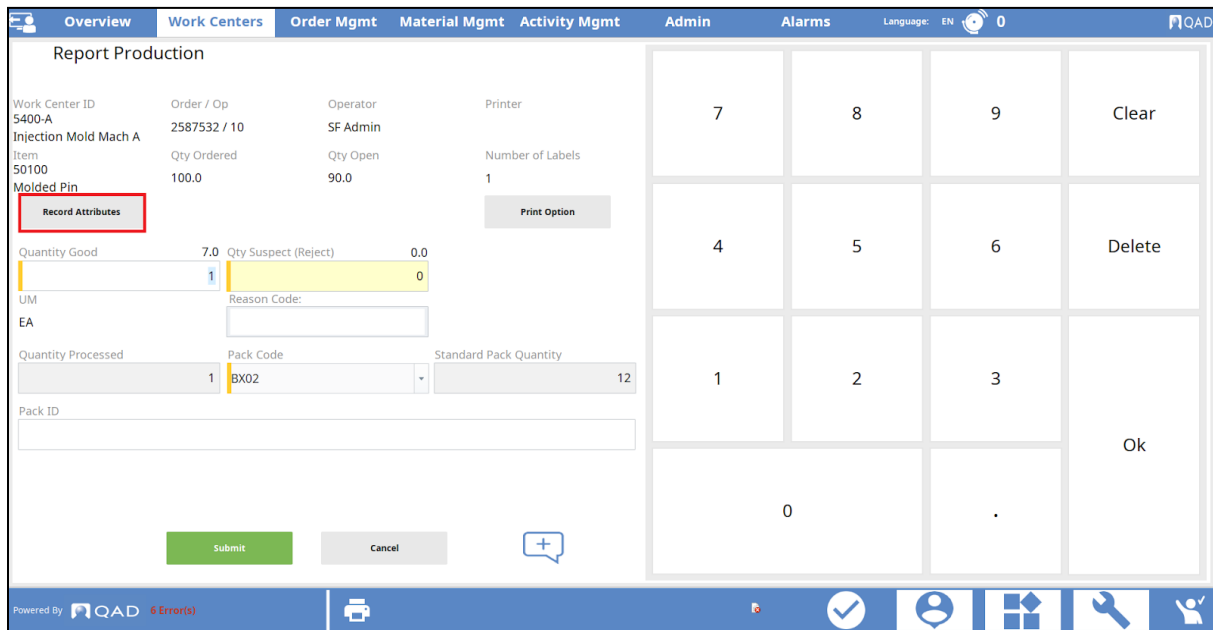 Overview Work Centers Order Mgmt Material Mgmt Activity Mgmt Admin Alarms Language: EN 0 QAD
Report Production
Work Center ID Order / Op Operator Printer
5400-A 2587532 / 10 SF Admin
Injection Mold Mach A
Item Qty Ordered Qty Open Number of Labels
50100 100.0 90.0 1
Molded Pin
Record Attributes Print Option
Quantity Good 7.0 Qty Suspect (Reject) 0.0
1 0
UM Reason Code:
EA
Quantity Processed Pack Code Standard Pack Quantity
1 BX02 12
Pack ID
Submit Cancel
7 8 9 Clear
4 5 6 Delete
1 2 3
Ok
0 .
Powered By QAD 6 Error(s)